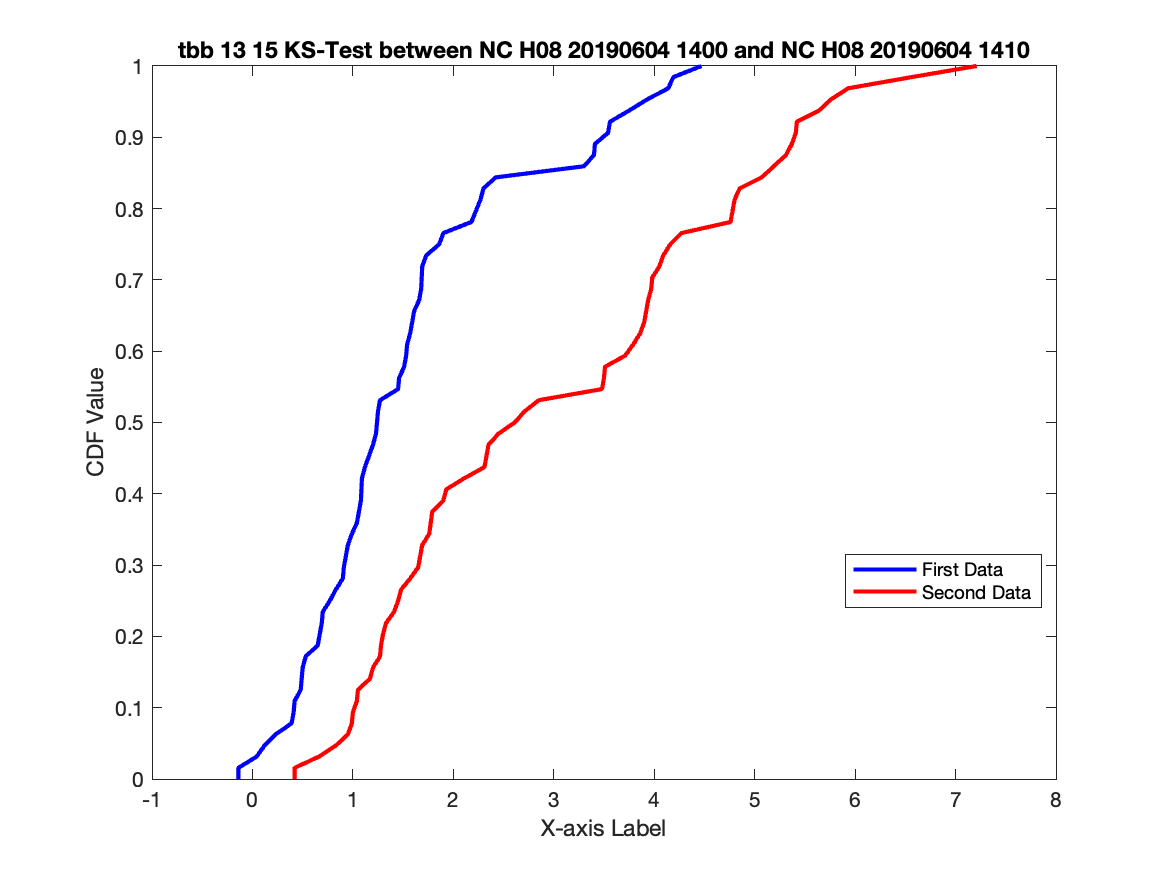 tbb 13 15 KS-Test between NC H08 20190604 1400 and NC H08 20190604 1410
1
0.9
0.8
0.7
0.6
0.5
0.4
0.3
0.2
0.1
0
CDF Value
First Data
Second Data
-1 0 1 2 3 4 5 6 7 8
X-axis Label